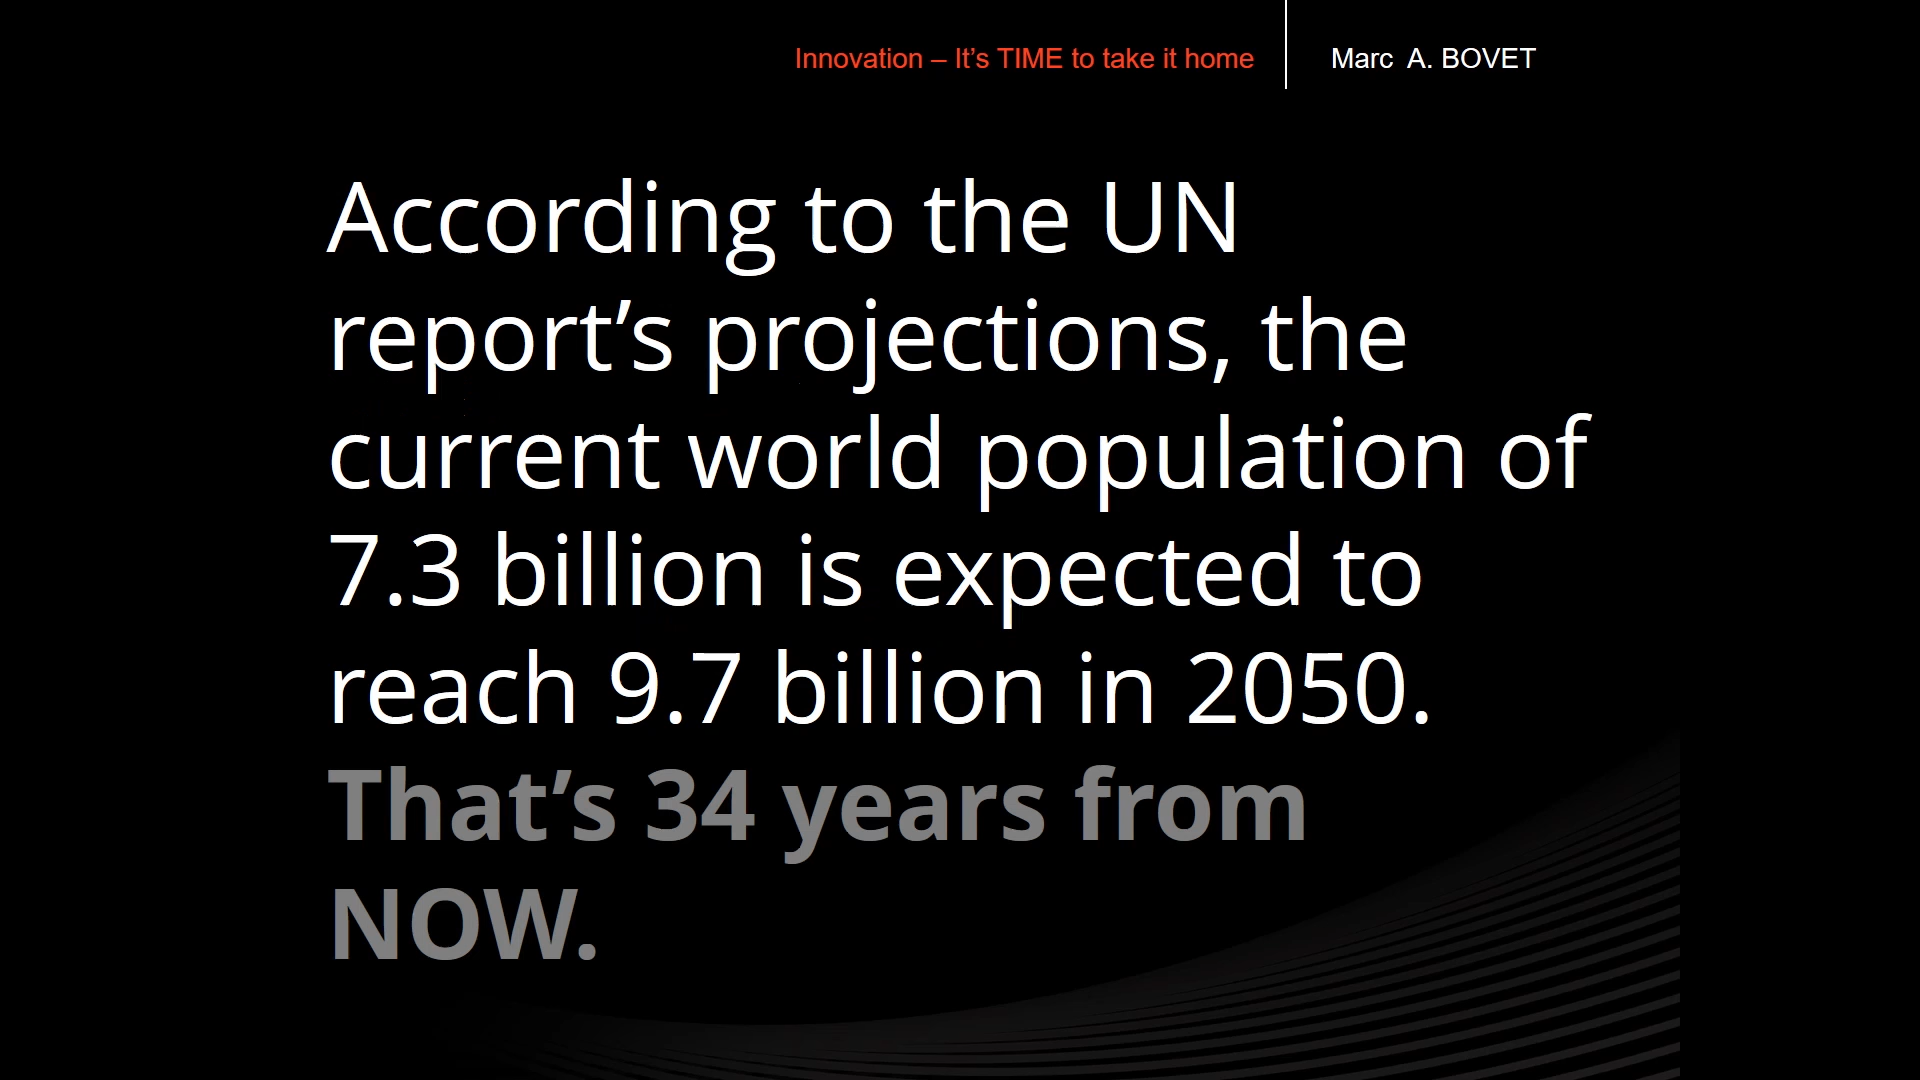 Innovation – It’s TIME to take it home
Marc  A. BOVET
According to the UN
report’s projections, the
current world population of
7.3 billion is expected to
reach 9.7 billion in 2050.
That’s 34 years from
NOW.